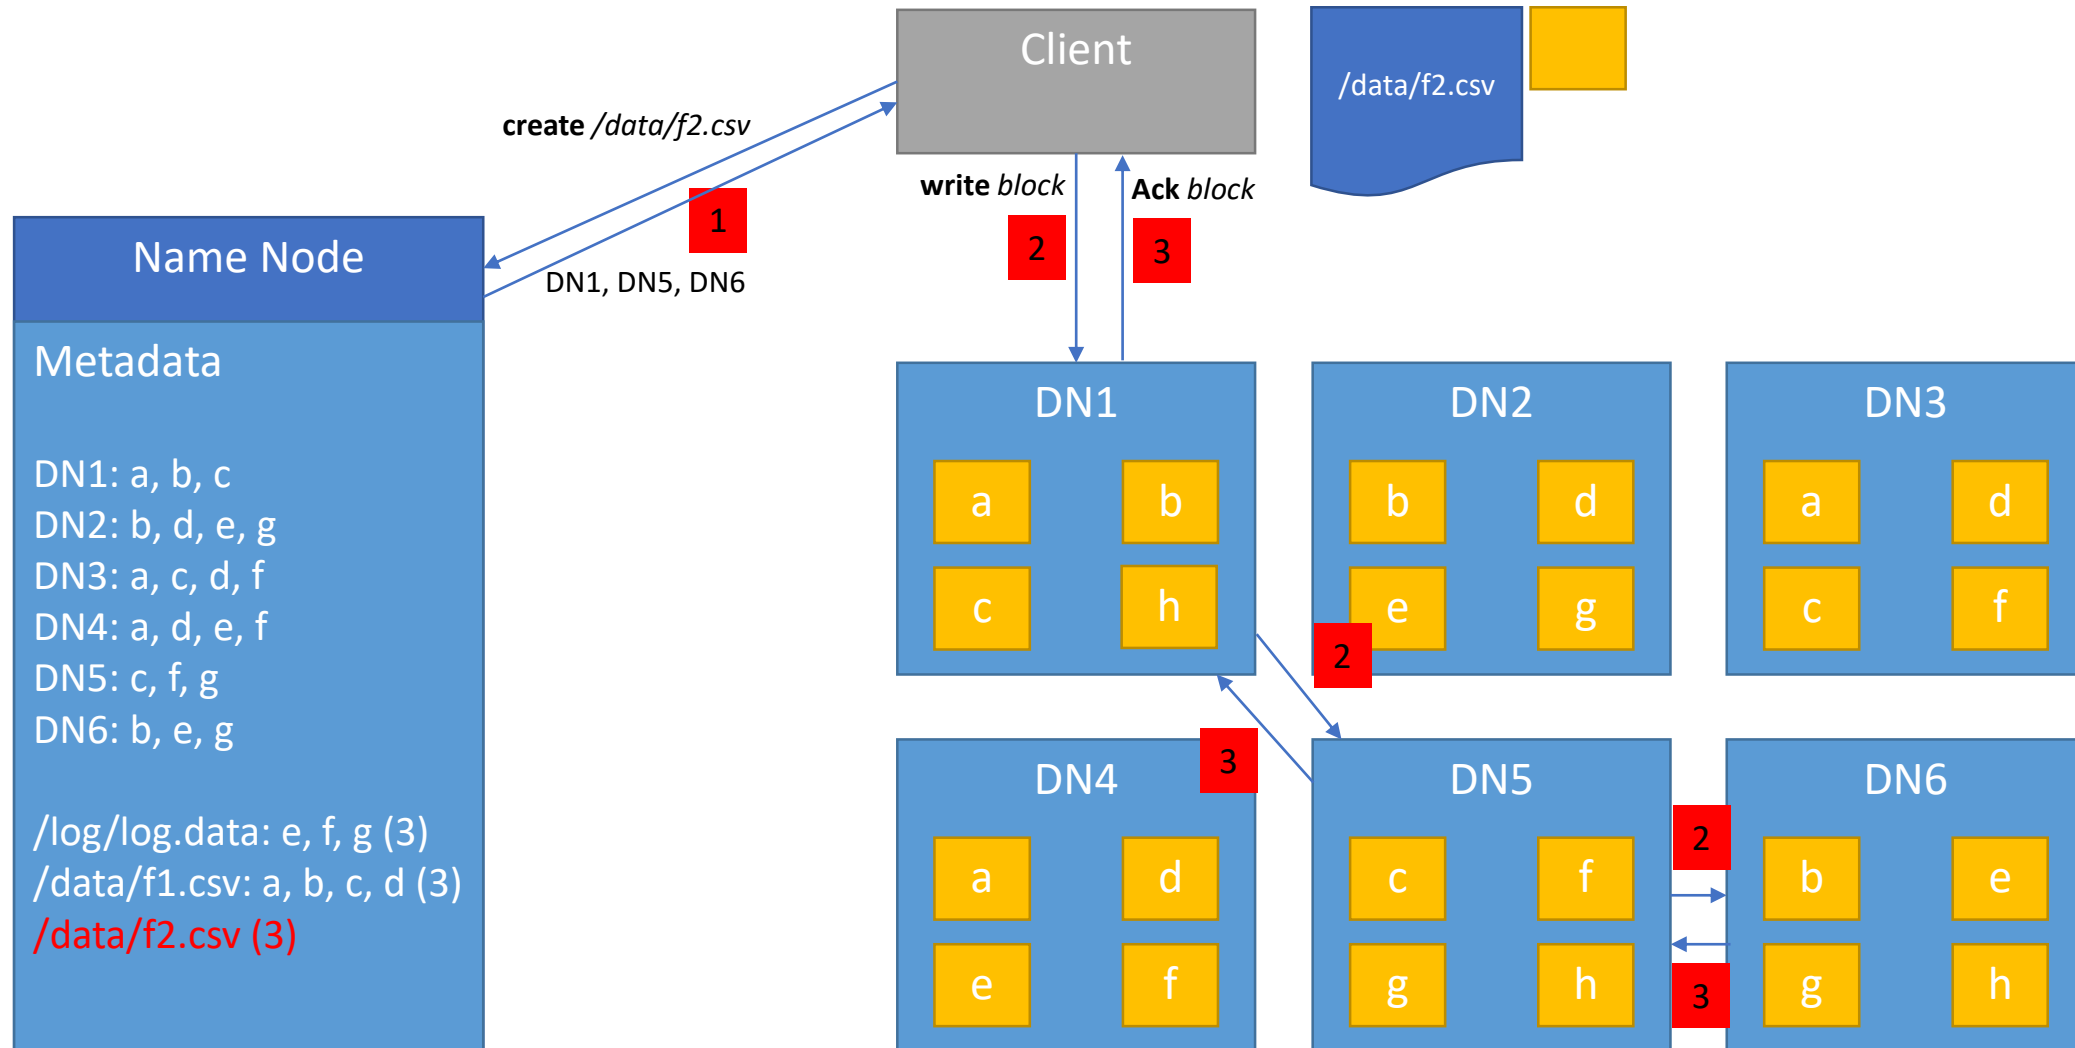 Client
/data/f2.csv
create /data/f2.csv
1
DN1, DN5, DN6
write block
2
Ack block
3
Name Node
Metadata
DN1: a, b, c
DN2: b, d, e, g
DN3: a, c, d, f
DN4: a, d, e, f
DN5: c, f, g
DN6: b, e, g
/log/log.data: e, f, g (3)
/data/f1.csv: a, b, c, d (3)
/data/f2.csv (3)
DN1
a b
c h
DN2
b d
e g
DN3
a d
c f
2
3
DN4
a d
e f
DN5
c f
g h
2
3
DN6
b e
g h